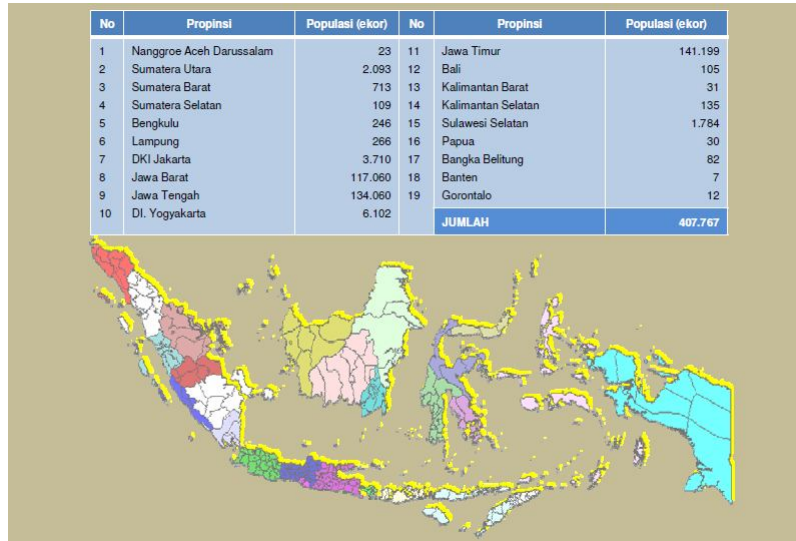 No Propinsi Populasi (ekor) No Propinsi Populasi (ekor)
1 Nanggroe Aceh Darussalam 23 11 Jawa Timur 141.199
2 Sumatera Utara 2.093 12 Bali 105
3 Sumatera Barat 713 13 Kalimantan Barat 31
4 Sumatera Selatan 109 14 Kalimantan Selatan 135
5 Bengkulu 246 15 Sulawesi Selatan 1.784
6 Lampung 266 16 Papua 30
7 DKI Jakarta 3.710 17 Bangka Belitung 82
8 Jawa Barat 117.060 18 Banten 7
9 Jawa Tengah 134.060 19 Gorontalo 12
10 DI. Yogyakarta 6.102 JUMLAH 407.767